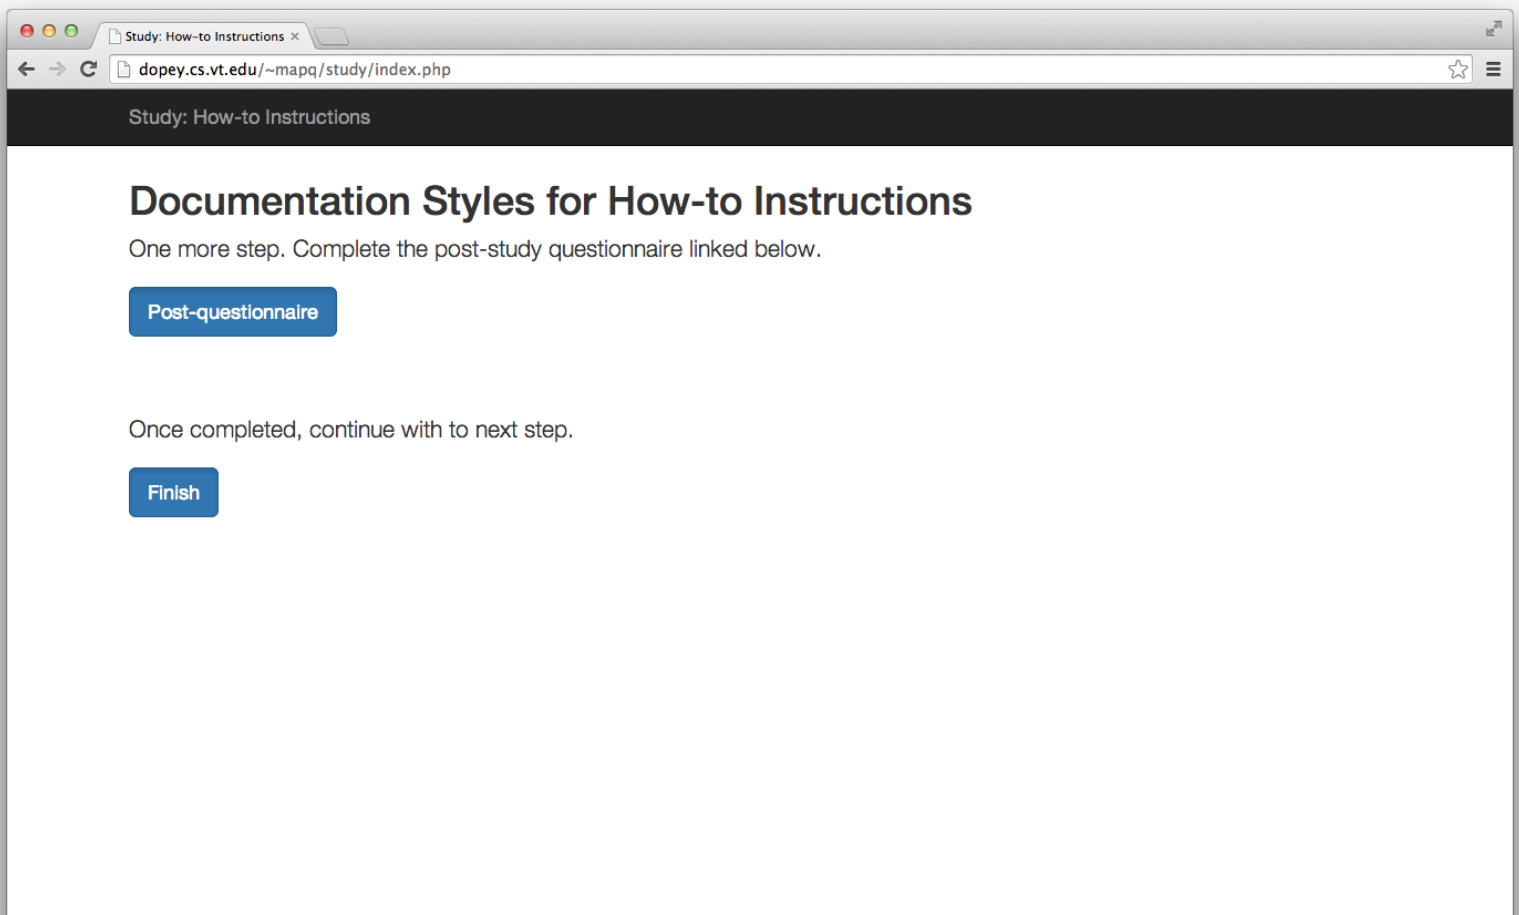 Study: How-to Instructions
dopey.cs.vt.edu/~mapq/study/index.php
Study: How-to Instructions
Documentation Styles for How-to Instructions
One more step. Complete the post-study questionnaire linked below.
Post-questionnaire
Once completed, continue with to next step.
Finish